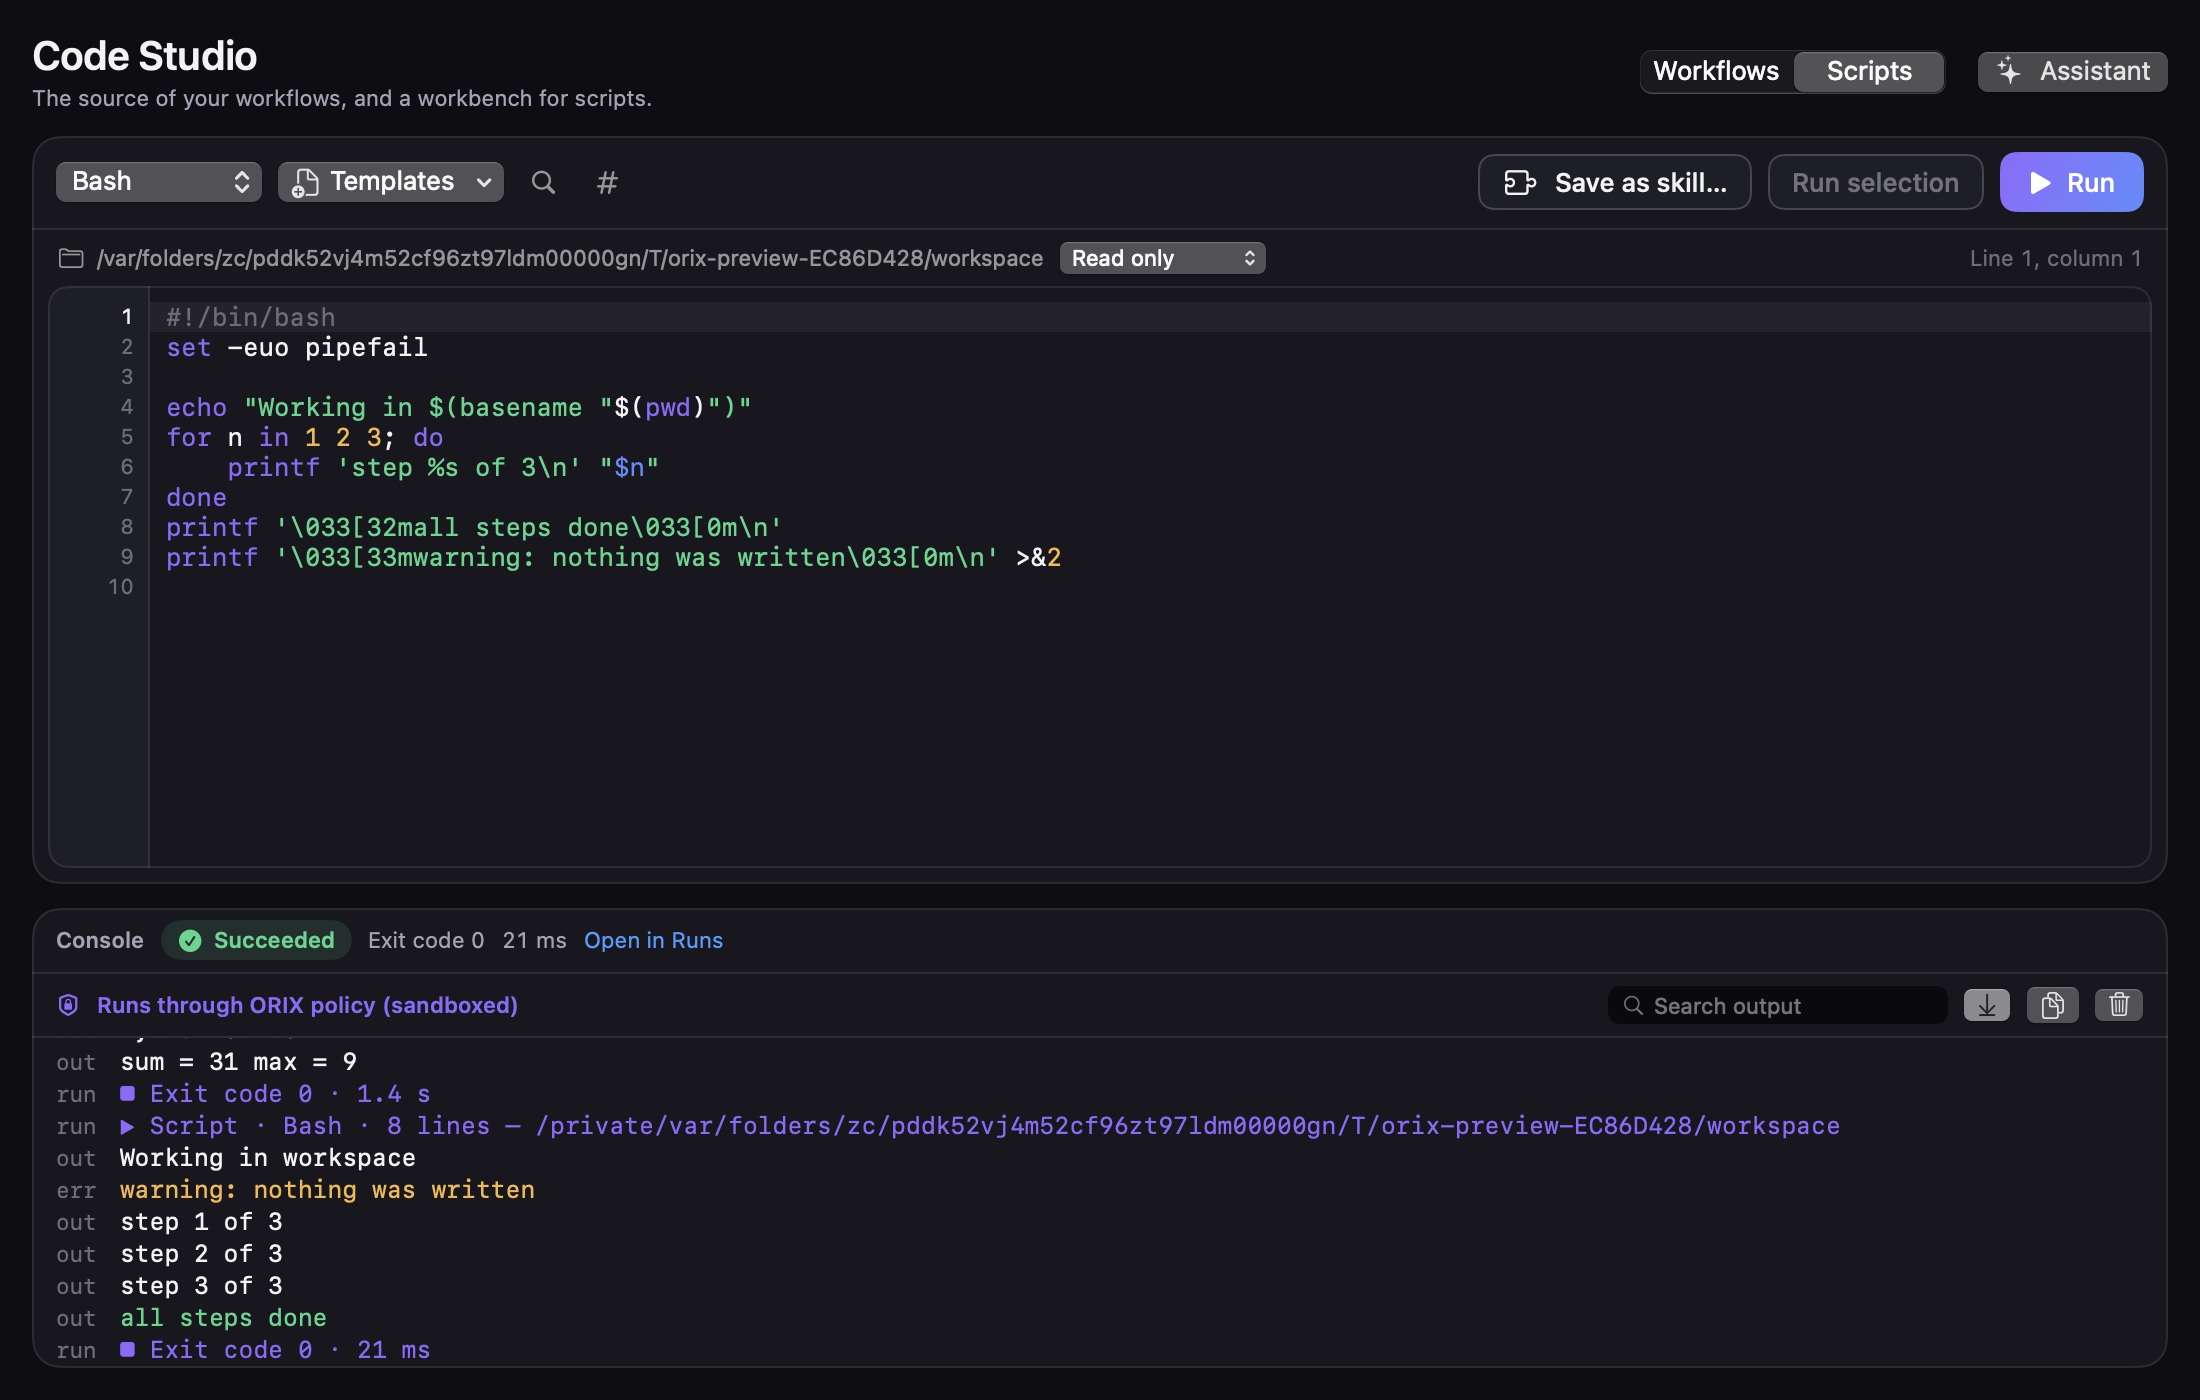 Code Studio
The source of your workflows, and a workbench for scripts.
Workflows Scripts Assistant
Bash Templates # Save as skill... Run selection Run
/var/folders/zc/pddk52vj4m52cf96zt97ldm00000gn/T/orix-preview-EC86D428/workspace Read only Line 1, column 1
1 #!/bin/bash
2 set -euo pipefail
3
4 echo "Working in $(basename "$(pwd)")"
5 for n in 1 2 3; do
6 printf 'step %s of 3\n' "$n"
7 done
8 printf '\033[32mall steps done\033[0m\n'
9 printf '\033[33mwarning: nothing was written\033[0m\n' >&2
10
Console Succeeded Exit code 0 21 ms Open in Runs
Runs through ORIX policy (sandboxed) Search output
out sum = 31 max = 9
run Exit code 0 · 1.4 s
run Script · Bash · 8 lines — /private/var/folders/zc/pddk52vj4m52cf96zt97ldm00000gn/T/orix-preview-EC86D428/workspace
out Working in workspace
err warning: nothing was written
out step 1 of 3
out step 2 of 3
out step 3 of 3
out all steps done
run Exit code 0 · 21 ms